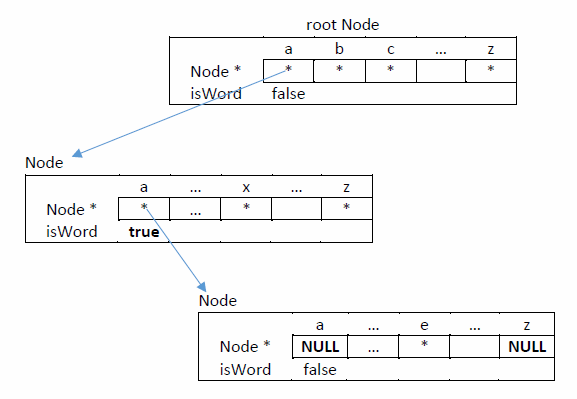 root Node
a b c ... z
Node * * * * *
isWord false
Node
a ... x ... z
Node * * ... * *
isWord true
Node
a ... e ... z
Node * NULL ... * NULL
isWord false